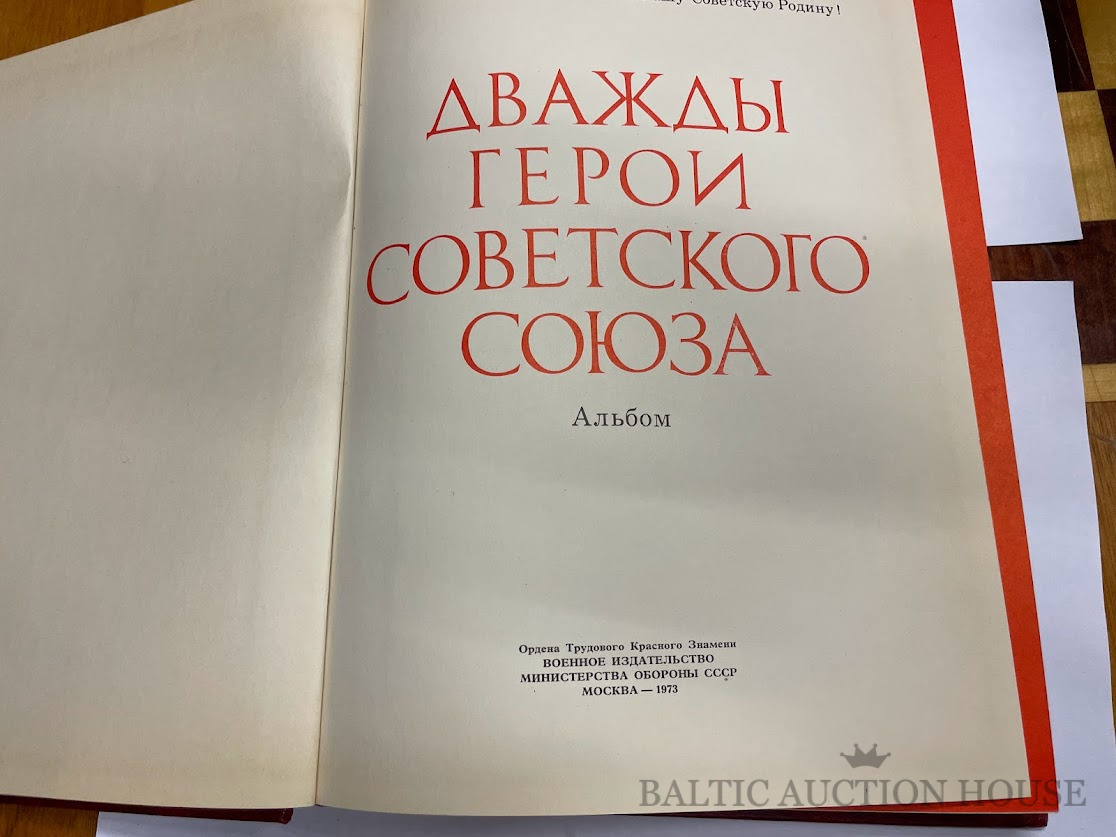 Советскую Родину!
ДВАЖДЫ
ГЕРОИ
СОВЕТСКОГО
СОЮЗА
Альбом
Ордена Трудового Красного Знамени
ВОЕННОЕ ИЗДАТЕЛЬСТВО
МИНИСТЕРСТВА ОБОРОНЫ СССР
МОСКВА — 1973
BALTIC AUCTION HOUSE